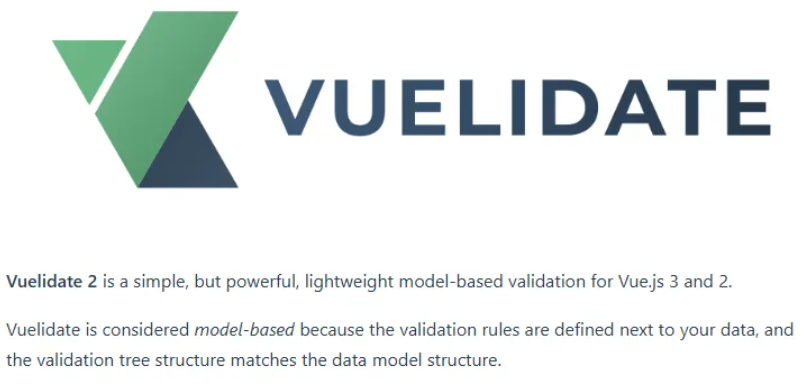 VUELIDATE
Vuelidate 2 is a simple, but powerful, lightweight model-based validation for Vue.js 3 and 2.
Vuelidate is considered model-based because the validation rules are defined next to your data, and
the validation tree structure matches the data model structure.